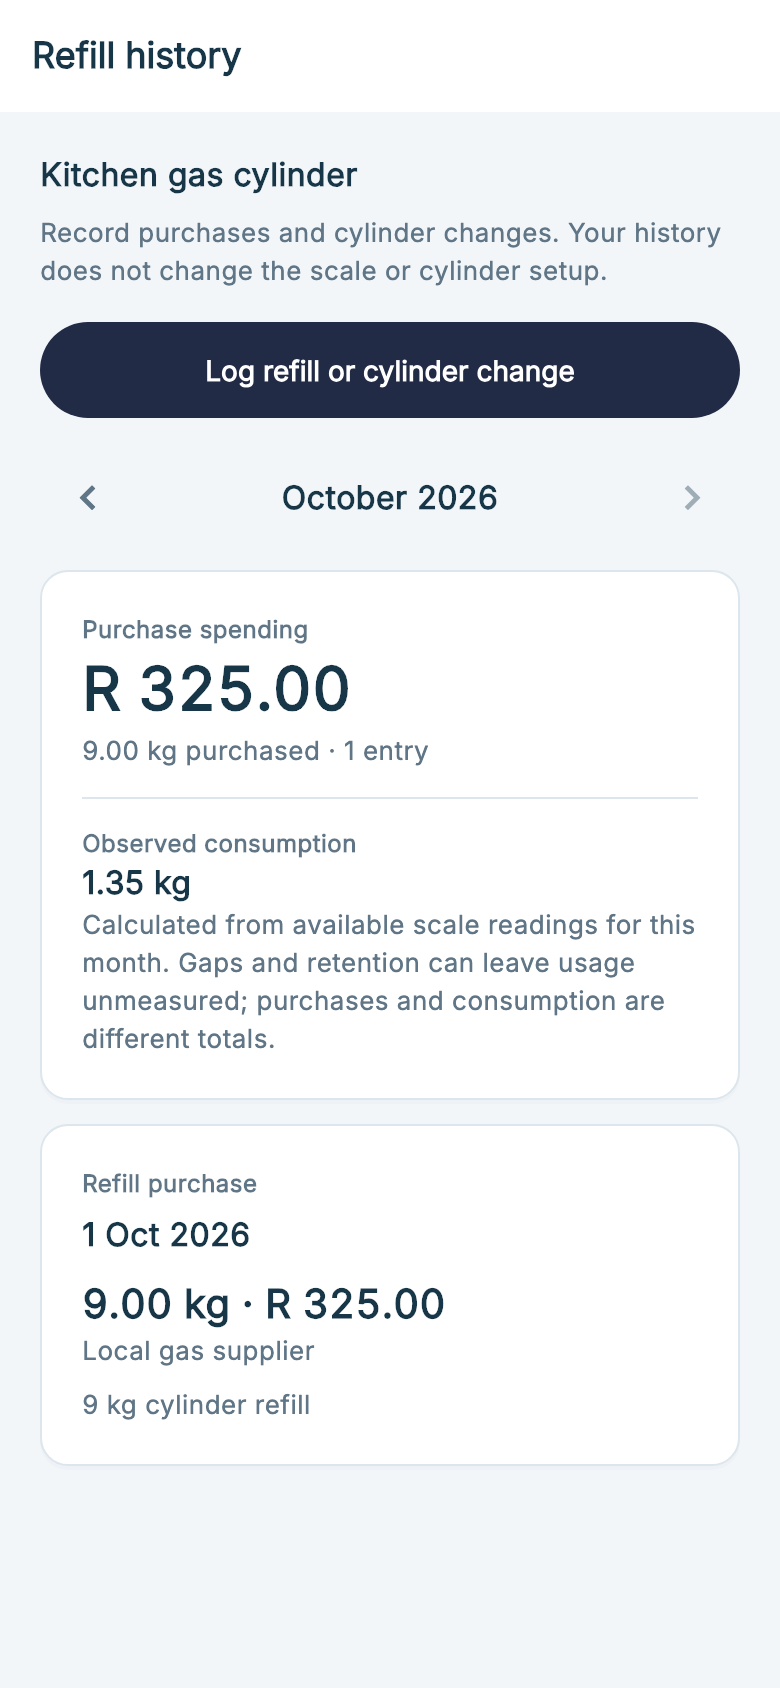 Refill history
Kitchen gas cylinder
Record purchases and cylinder changes. Your history
does not change the scale or cylinder setup.
Log refill or cylinder change
October 2026
Purchase spending
R 325.00
9.00 kg purchased · 1 entry
Observed consumption
1.35 kg
Calculated from available scale readings for this
month. Gaps and retention can leave usage
unmeasured; purchases and consumption are
different totals.
Refill purchase
1 Oct 2026
9.00 kg · R 325.00
Local gas supplier
9 kg cylinder refill